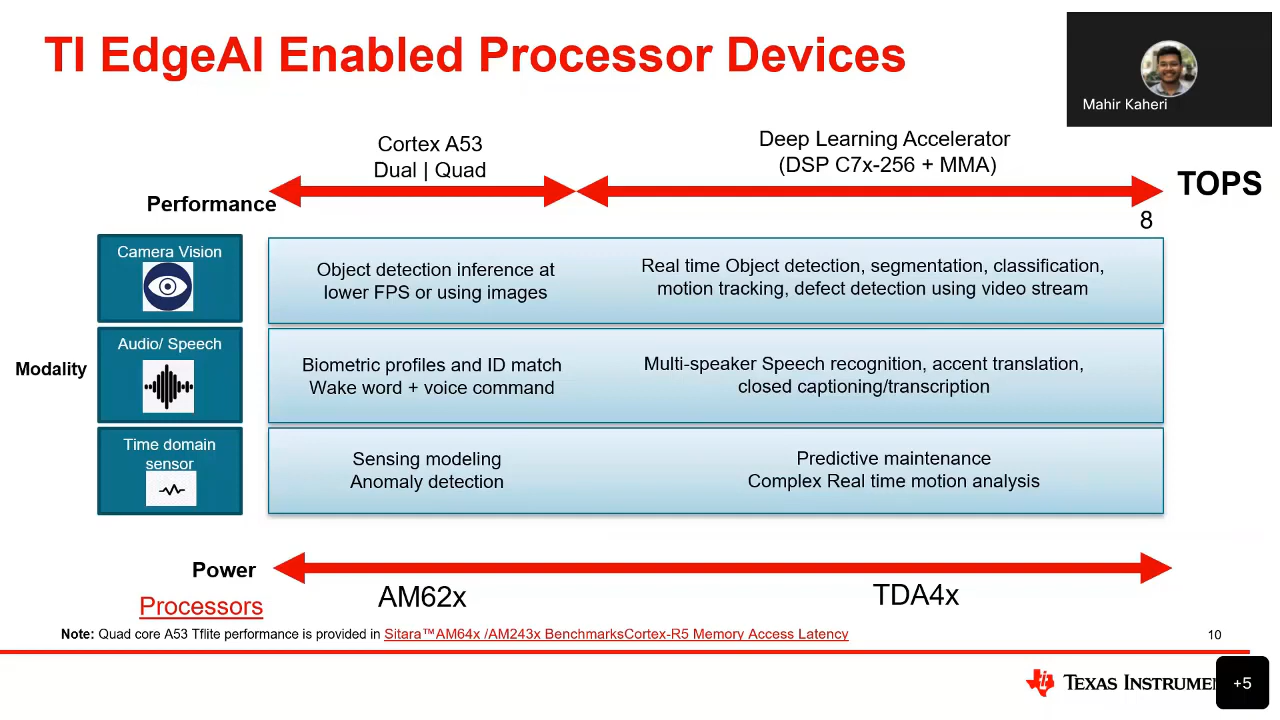 TI EdgeAI Enabled Processor Devices
Mahir Kaheri
Cortex A53
Dual | Quad
Deep Learning Accelerator
(DSP C7x-256 + MMA)
TOPS
Performance
8
Modality
Camera Vision
Object detection inference at
lower FPS or using images
Real time Object detection, segmentation, classification,
motion tracking, defect detection using video stream
Audio/ Speech
Biometric profiles and ID match
Wake word + voice command
Multi-speaker Speech recognition, accent translation,
closed captioning/transcription
Time domain
sensor
Sensing modeling
Anomaly detection
Predictive maintenance
Complex Real time motion analysis
Power
Processors
AM62x
TDA4x
Note: Quad core A53 Tflite performance is provided in Sitara™AM64x /AM243x BenchmarksCortex-R5 Memory Access Latency
10
TEXAS INSTRUMEN
+5